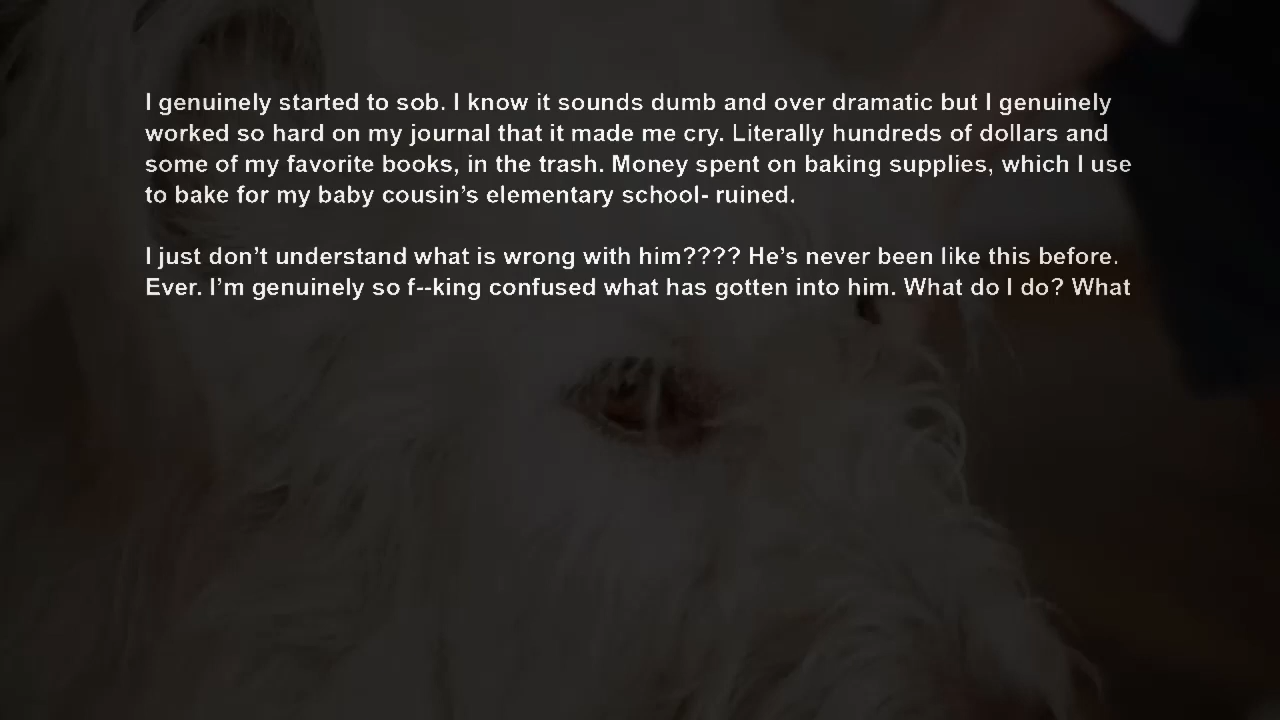 I genuinely started to sob. I know it sounds dumb and over dramatic but I genuinely
worked so hard on my journal that it made me cry. Literally hundreds of dollars and
some of my favorite books, in the trash. Money spent on baking supplies, which I use
to bake for my baby cousin’s elementary school- ruined.
I just don’t understand what is wrong with him???? He’s never been like this before.
Ever. I’m genuinely so f--king confused what has gotten into him. What do I do? What